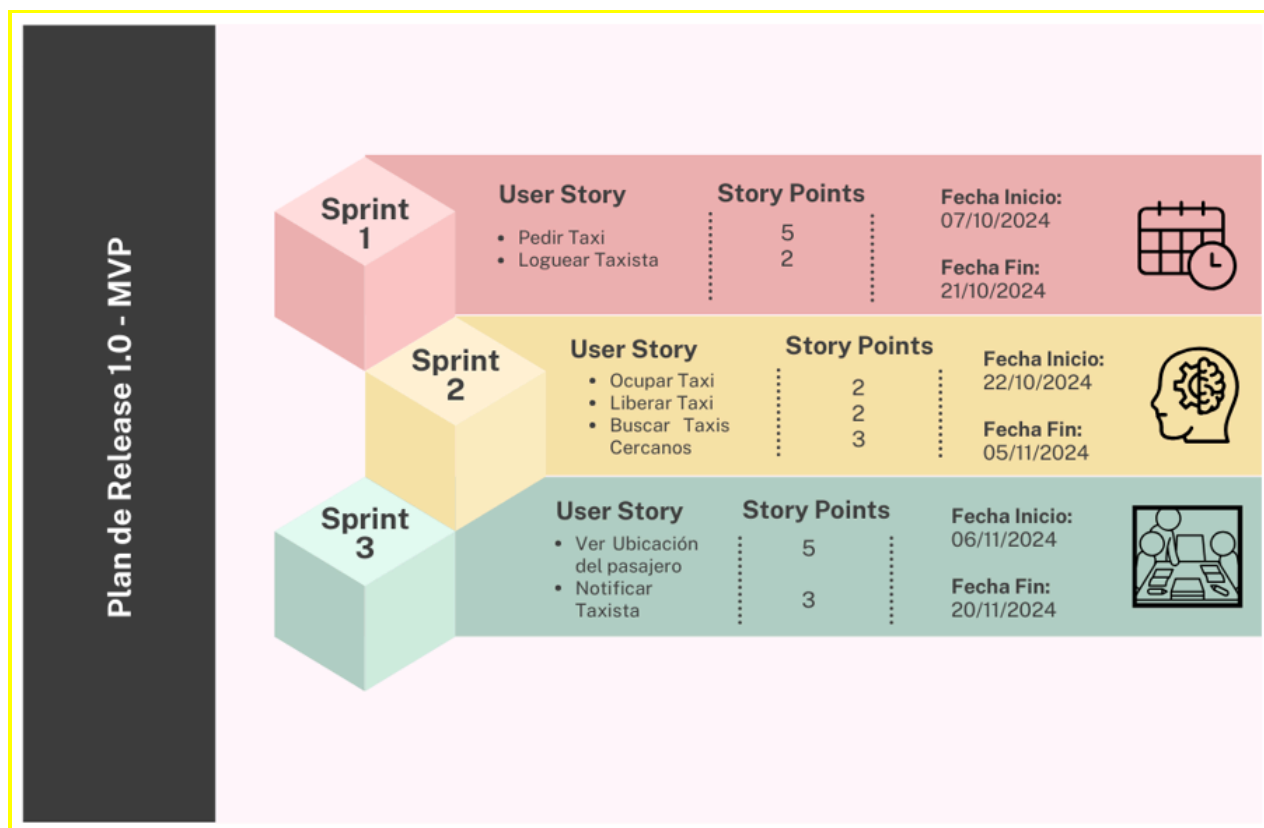 Plan de Release 1.0 - MVP
Sprint
1
User Story
• Pedir Taxi
• Loguear Taxista
Story Points
5
2
Fecha Inicio:
07/10/2024
Fecha Fin:
21/10/2024
Sprint
2
User Story
• Ocupar Taxi
• Liberar Taxi
• Buscar Taxis
Cercanos
Story Points
2
2
3
Fecha Inicio:
22/10/2024
Fecha Fin:
05/11/2024
Sprint
3
User Story
• Ver Ubicación
del pasajero
• Notificar
Taxista
Story Points
5
3
Fecha Inicio:
06/11/2024
Fecha Fin:
20/11/2024